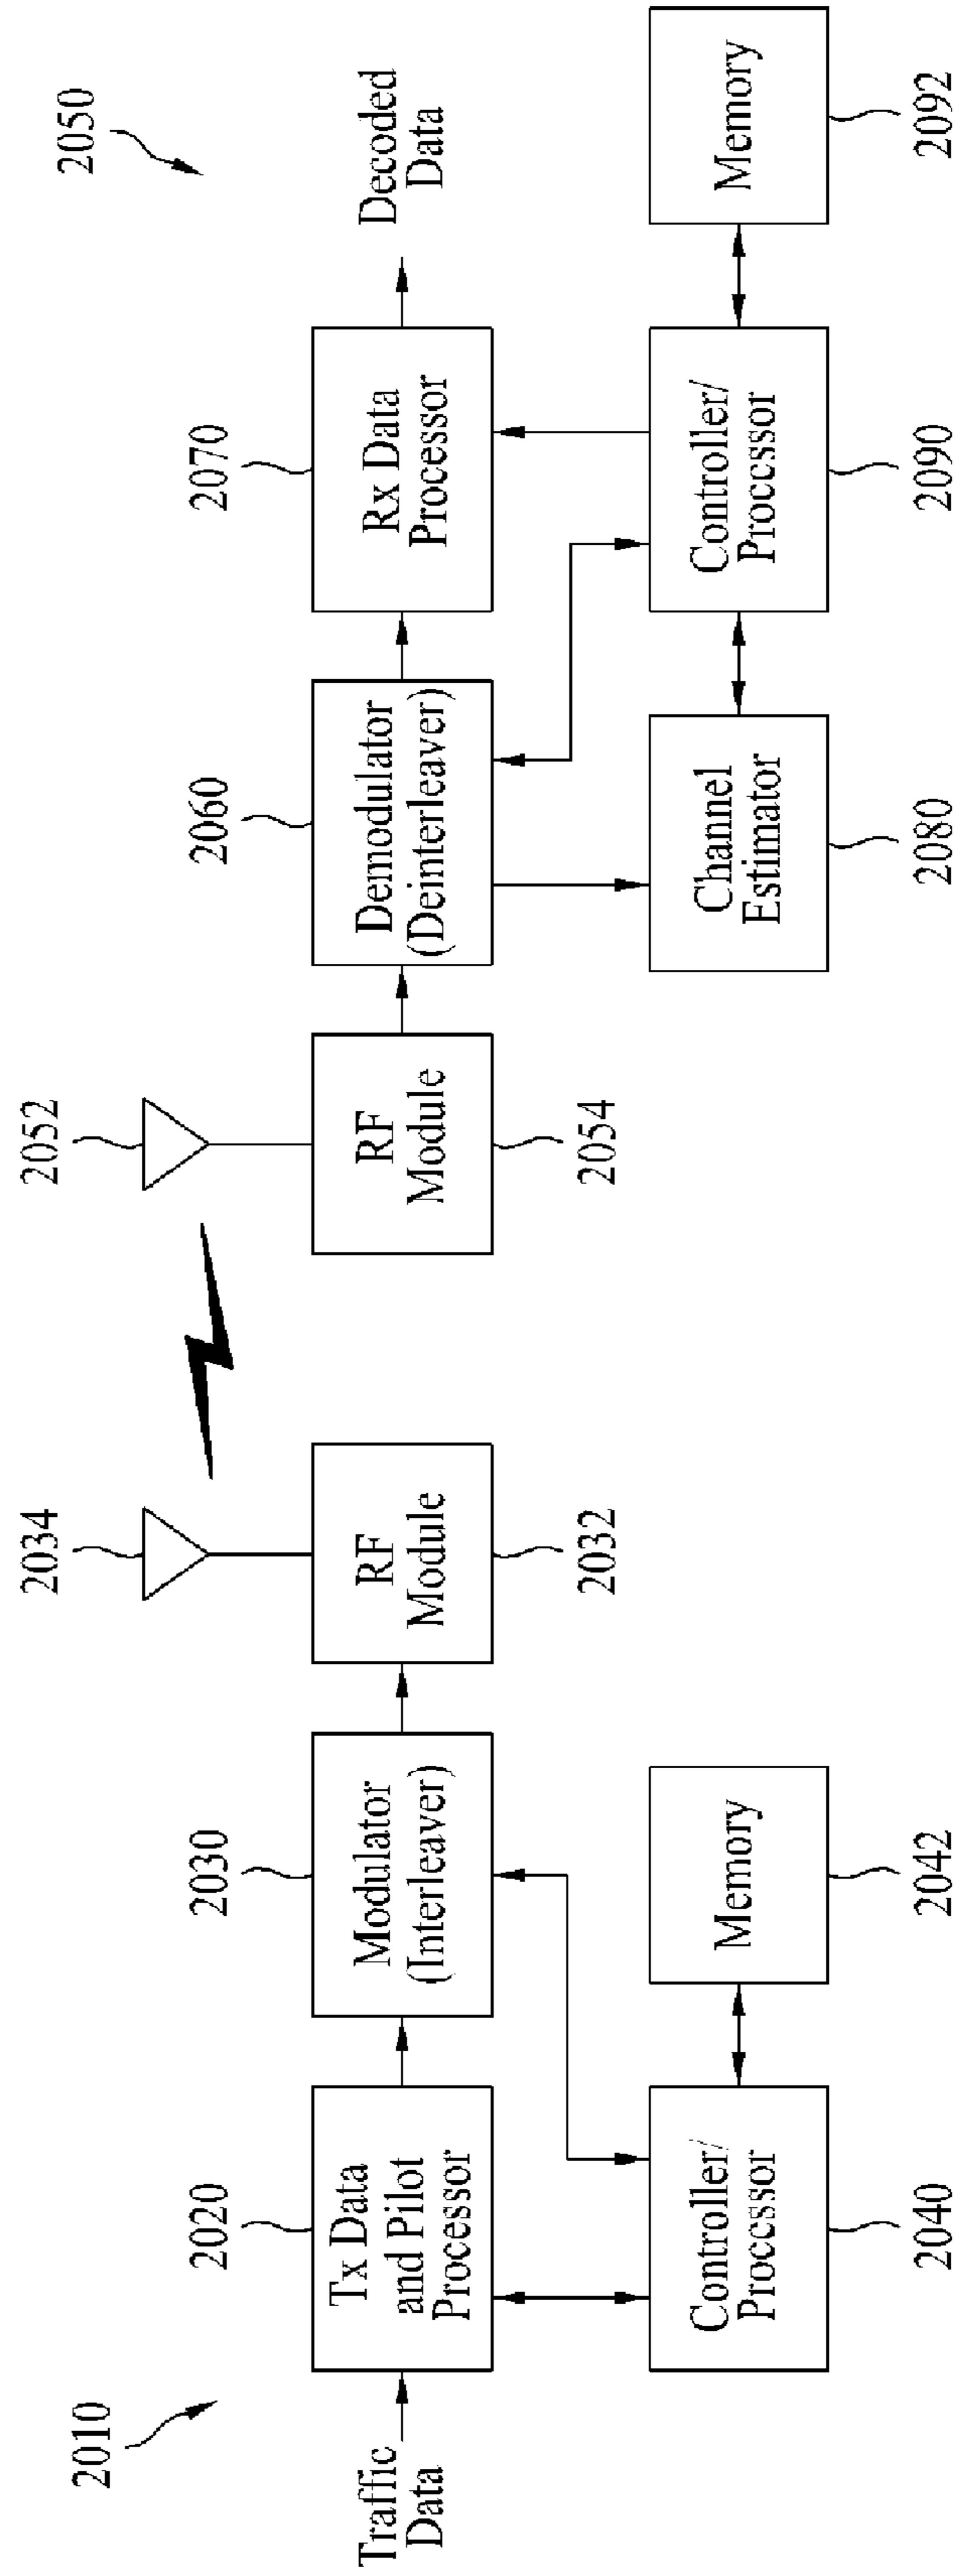 2010
Traffic
Data
2020
Tx Data
and Pilot
Processor
2030
Modulator
(Interleaver)
2034
RF
Module
2032
Controller/
Processor
2040
Memory
2042
2050
2052
RF
Module
2054
2060
Demodulator
(Deinterleaver)
2070
Rx Data
Processor
Decoded
Data
Channel
Estimator
2080
Controller/
Processor
2090
Memory
2092